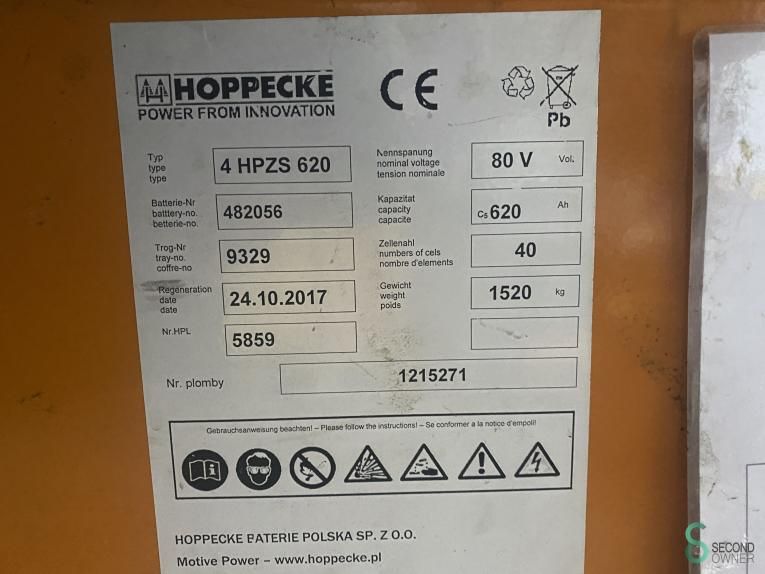 HOPPECKE
POWER FROM INNOVATION
CE
Pb
Typ
type
type
4 HPZS 620
Kennspanung
nominal voltage
tension nominale
80 V Vol.
Batterie-Nr
batttery-no.
betterie-no.
482056
Kapazitat
capacity
capacite
C5 620 Ah
Trog-Nr
tray-no.
coffre-no
9329
Zellenahl
numbers of cels
nombre d'elements
40
Regeneration
date
date
24.10.2017
Gewicht
weight
poids
1520 kg
Nr.HPL
5859
Nr. plomby
1215271
Gebrauchsanweisung beachten! – Please follow the instructions! – Se conformer a la notice d'empoli!
HOPPECKE BATERIE POLSKA SP. Z O.O.
Motive Power – www.hoppecke.pl
SECOND
OWNER